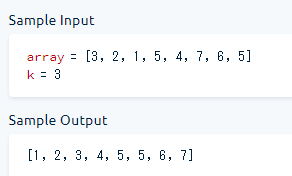 Sample Input
array = [3, 2, 1, 5, 4, 7, 6, 5]
k = 3
Sample Output
[1, 2, 3, 4, 5, 5, 6, 7]